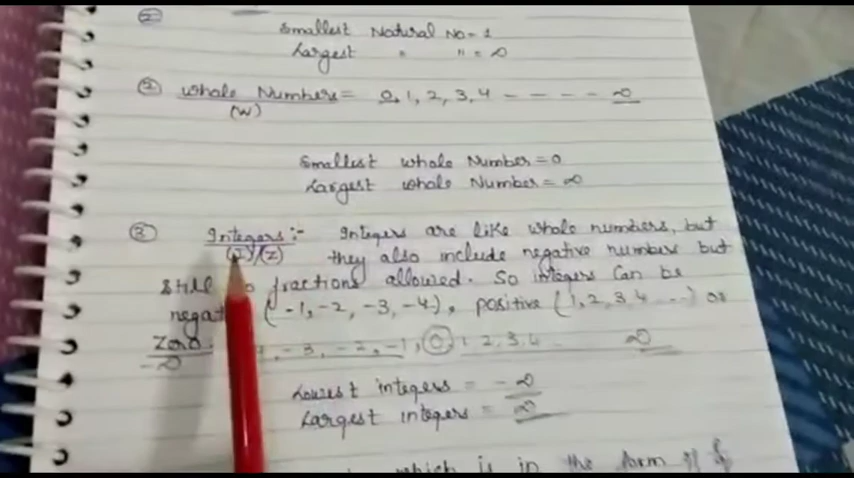 ②
Smallest Natural No = 1
Largest " " = ∞
② Whole Numbers = 0, 1, 2, 3, 4 - - - - ∞
(W)
Smallest Whole Number = 0
Largest Whole Number = ∞
③ Integers :- Integers are like whole numbers, but
(I)/(Z) they also include negative numbers but
still fractions allowed. So integers can be
(-1, -2, -3, -4), positive (1, 2, 3, 4 ....) or
Zero.
-∞ , -3, -2, -1, 0, 1, 2, 3, 4 ∞
Lowest integers = -∞
Largest integers = ∞
which is in the form of